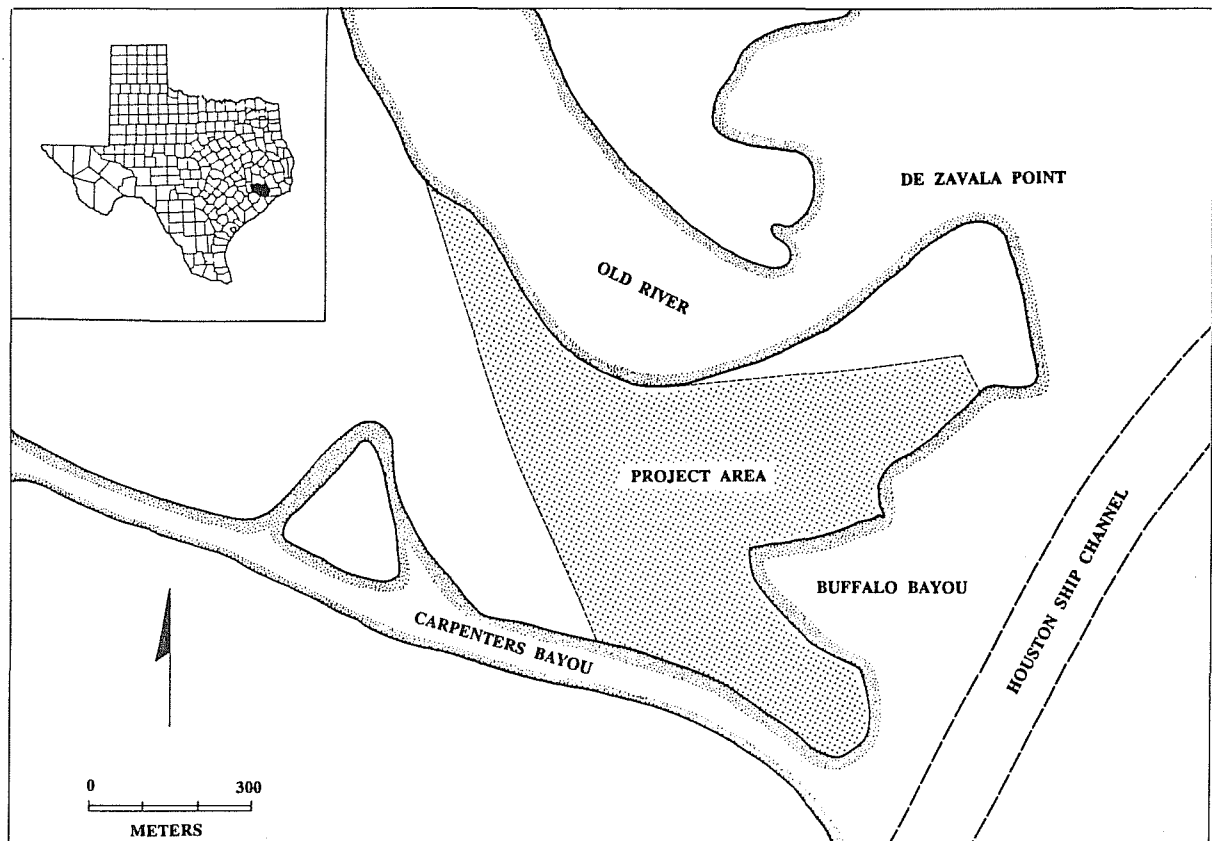 DE ZAVALA POINT
OLD RIVER
PROJECT AREA
BUFFALO BAYOU
HOUSTON SHIP CHANNEL
CARPENTERS BAYOU
0 300
METERS